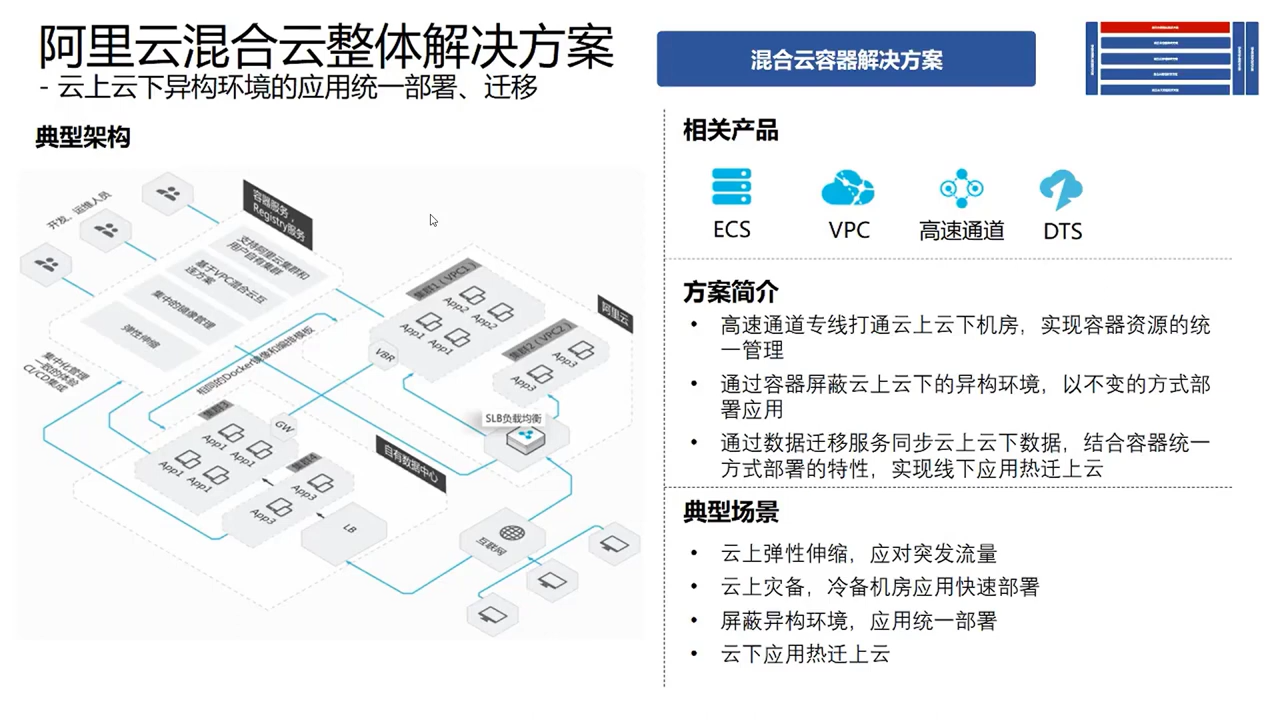 阿里云混合云整体解决方案
- 云上云下异构环境的应用统一部署、迁移
混合云容器解决方案
典型架构
开发、运维人员
容器服务，
Registry服务
支持阿里云集群和
用户自有集群
基于VPC混合云互
连方案
集中的镜像管理
弹性伸缩
集中化管理
一致的体验
CI/CD集成
相同的Docker镜像和编排模板
集群1（VPC1）
App2
App2
App1
App1
VBR
阿里云
集群2（VPC2）
App3
App3
SLB负载均衡
集群3
App1
App1
App1
App1
GW
集群4
App3
App3
自有数据中心
LB
互联网
相关产品
ECS
VPC
高速通道
DTS
方案简介
• 高速通道专线打通云上云下机房，实现容器资源的统
一管理
• 通过容器屏蔽云上云下的异构环境，以不变的方式部
署应用
• 通过数据迁移服务同步云上云下数据，结合容器统一
方式部署的特性，实现线下应用热迁上云
典型场景
• 云上弹性伸缩，应对突发流量
• 云上灾备，冷备机房应用快速部署
• 屏蔽异构环境，应用统一部署
• 云下应用热迁上云